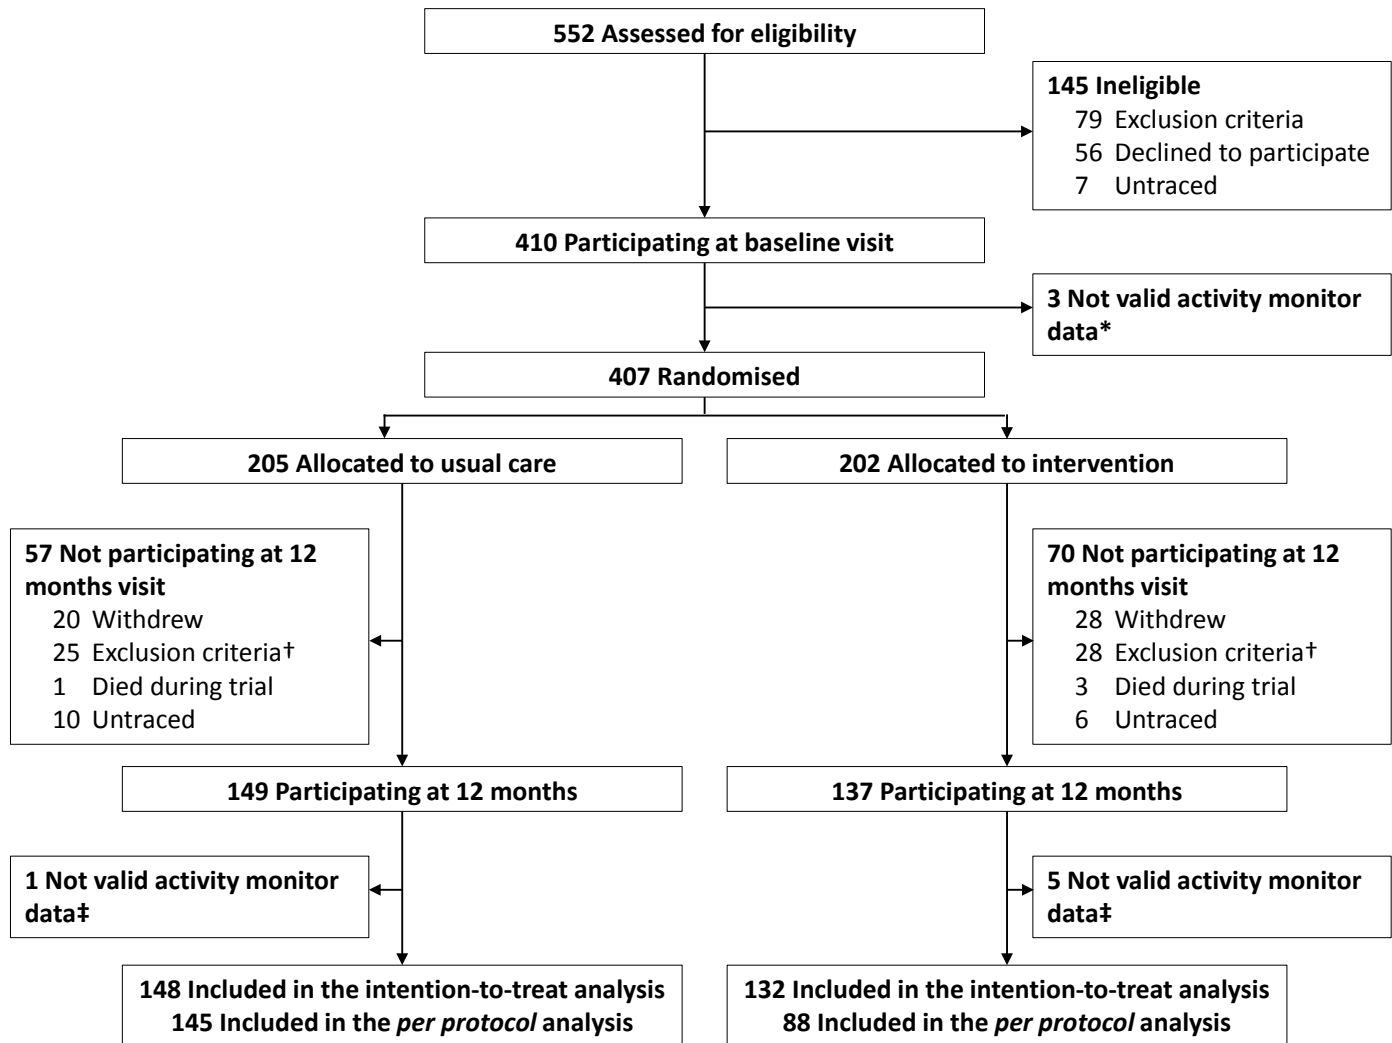 552 Assessed for eligibility
145 Ineligible
79 Exclusion criteria
56 Declined to participate
7 Untraced
410 Participating at baseline visit
3 Not valid activity monitor
data*
407 Randomised
205 Allocated to usual care
202 Allocated to intervention
57 Not participating at 12
months visit
20 Withdrew
25 Exclusion criteria†
1 Died during trial
10 Untraced
70 Not participating at 12
months visit
28 Withdrew
28 Exclusion criteria†
3 Died during trial
6 Untraced
149 Participating at 12 months
137 Participating at 12 months
1 Not valid activity monitor
data‡
5 Not valid activity monitor
data‡
148 Included in the intention-to-treat analysis
145 Included in the per protocol analysis
132 Included in the intention-to-treat analysis
88 Included in the per protocol analysis